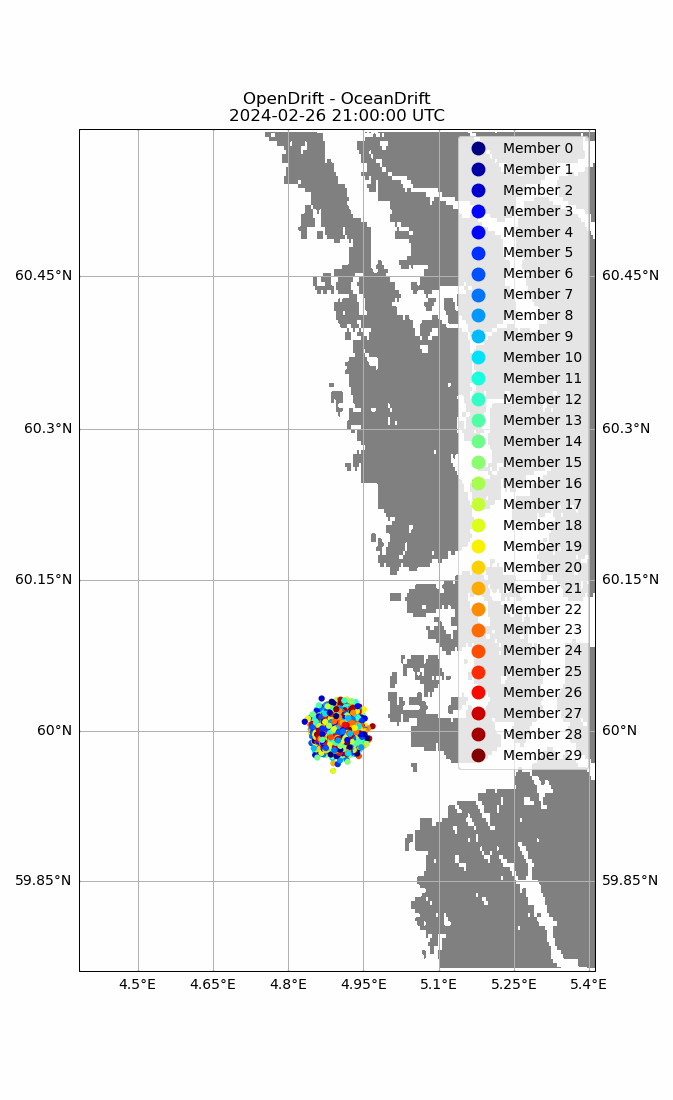 OpenDrift - OceanDrift
2024-02-26 21:00:00 UTC
Member 0
Member 1
Member 2
Member 3
Member 4
Member 5
Member 6
Member 7
Member 8
Member 9
Member 10
Member 11
Member 12
Member 13
Member 14
Member 15
Member 16
Member 17
Member 18
Member 19
Member 20
Member 21
Member 22
Member 23
Member 24
Member 25
Member 26
Member 27
Member 28
Member 29
60.45°N
60.45°N
60.3°N
60.3°N
60.15°N
60.15°N
60°N
60°N
59.85°N
59.85°N
4.5°E
4.65°E
4.8°E
4.95°E
5.1°E
5.25°E
5.4°E